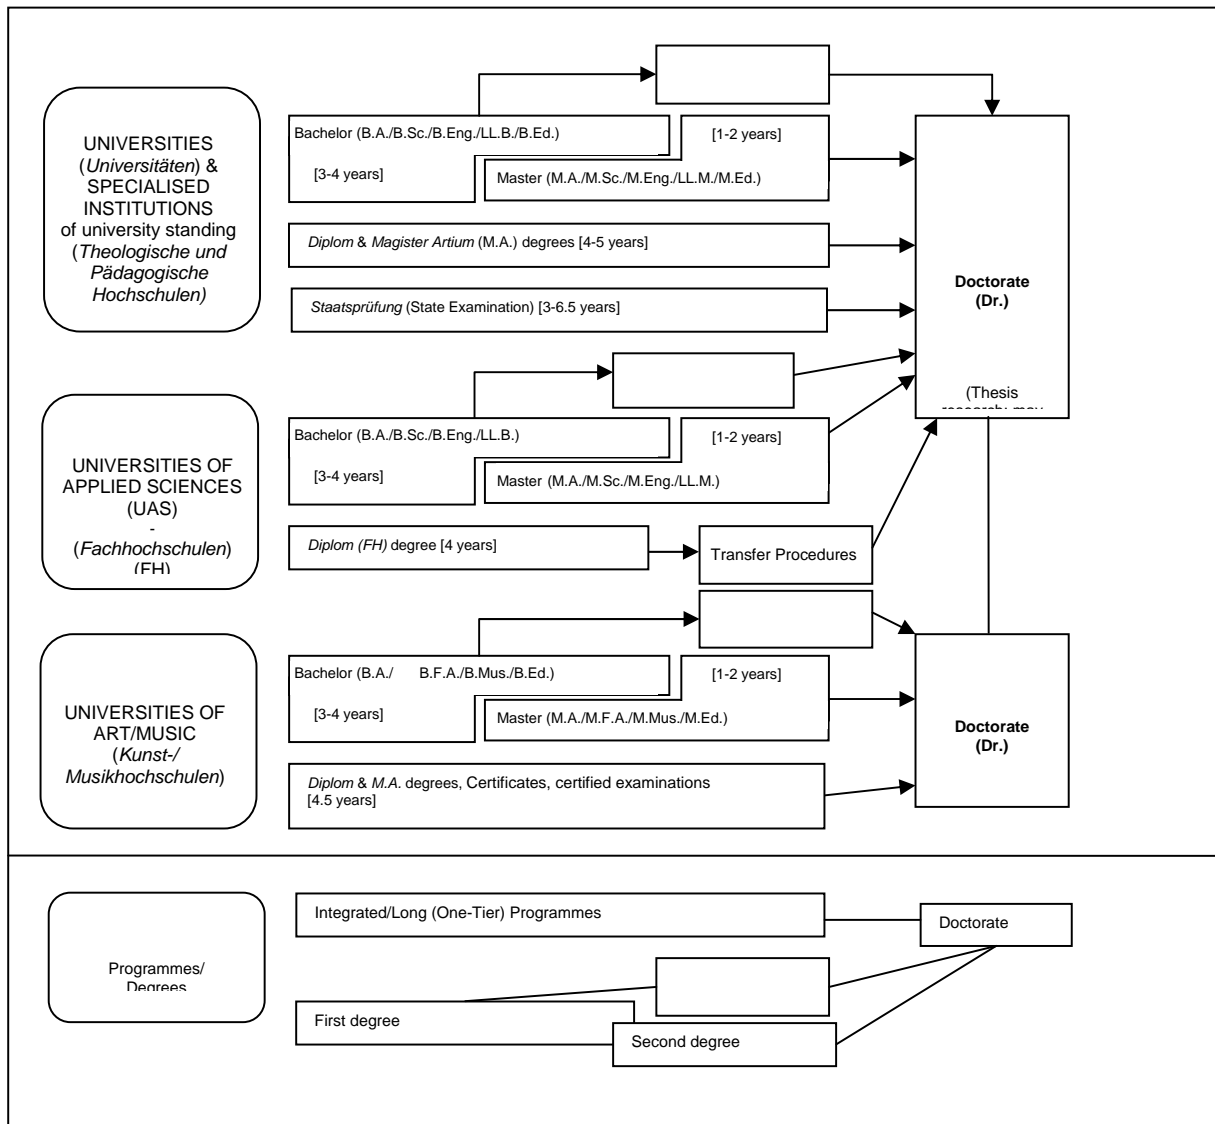 UNIVERSITIES
(Universitäten) &
SPECIALISED
INSTITUTIONS
of university standing
(Theologische und
Pädagogische
Hochschulen)
Bachelor (B.A./B.Sc./B.Eng./LL.B./B.Ed.)
[3-4 years]
[1-2 years]
Master (M.A./M.Sc./M.Eng./LL.M./M.Ed.)
Diplom & Magister Artium (M.A.) degrees [4-5 years]
Staatsprüfung (State Examination) [3-6.5 years]
Doctorate
(Dr.)
(Thesis
research may
UNIVERSITIES OF
APPLIED SCIENCES
(UAS)
-
(Fachhochschulen)
(FH)
Bachelor (B.A./B.Sc./B.Eng./LL.B.)
[3-4 years]
[1-2 years]
Master (M.A./M.Sc./M.Eng./LL.M.)
Diplom (FH) degree [4 years]
Transfer Procedures
UNIVERSITIES OF
ART/MUSIC
(Kunst-/
Musikhochschulen)
Bachelor (B.A./ B.F.A./B.Mus./B.Ed.)
[3-4 years]
[1-2 years]
Master (M.A./M.F.A./M.Mus./M.Ed.)
Diplom & M.A. degrees, Certificates, certified examinations
[4.5 years]
Doctorate
(Dr.)
Programmes/
Degrees
Integrated/Long (One-Tier) Programmes
Doctorate
First degree
Second degree